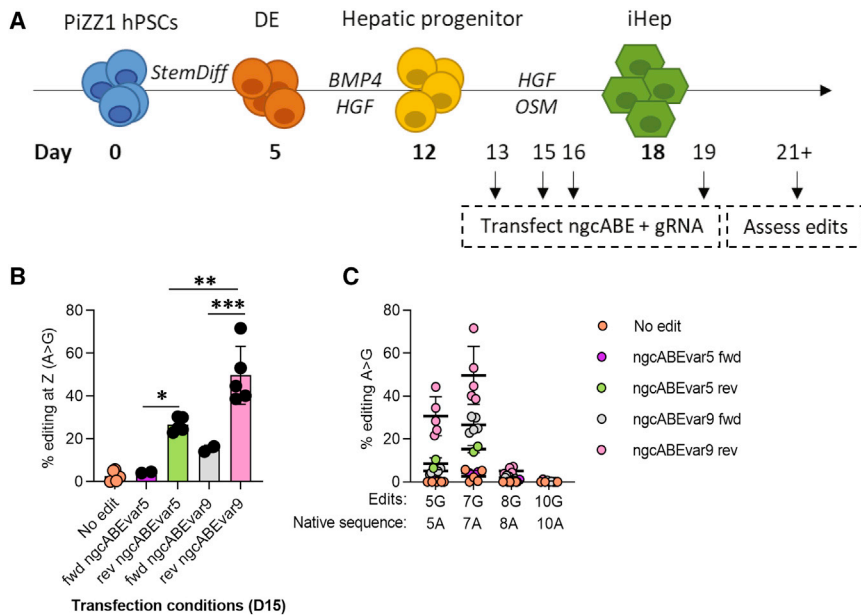 A
PiZZ1 hPSCs DE Hepatic progenitor iHep
StemDiff BMP4 HGF
HGF OSM
Day 0 5 12 13 15 16 18 19 21+
Transfect ngcABE + gRNA Assess edits
B
% editing at Z (A>G)
80
60
40
20
0
*
**
***
No edit
fwd ngcABEvar5
rev ngcABEvar5
fwd ngcABEvar9
rev ngcABEvar9
Transfection conditions (D15)
C
% editing A>G
80
60
40
20
0
Edits: 5G 7G 8G 10G
Native sequence: 5A 7A 8A 10A
No edit
ngcABEvar5 fwd
ngcABEvar5 rev
ngcABEvar9 fwd
ngcABEvar9 rev